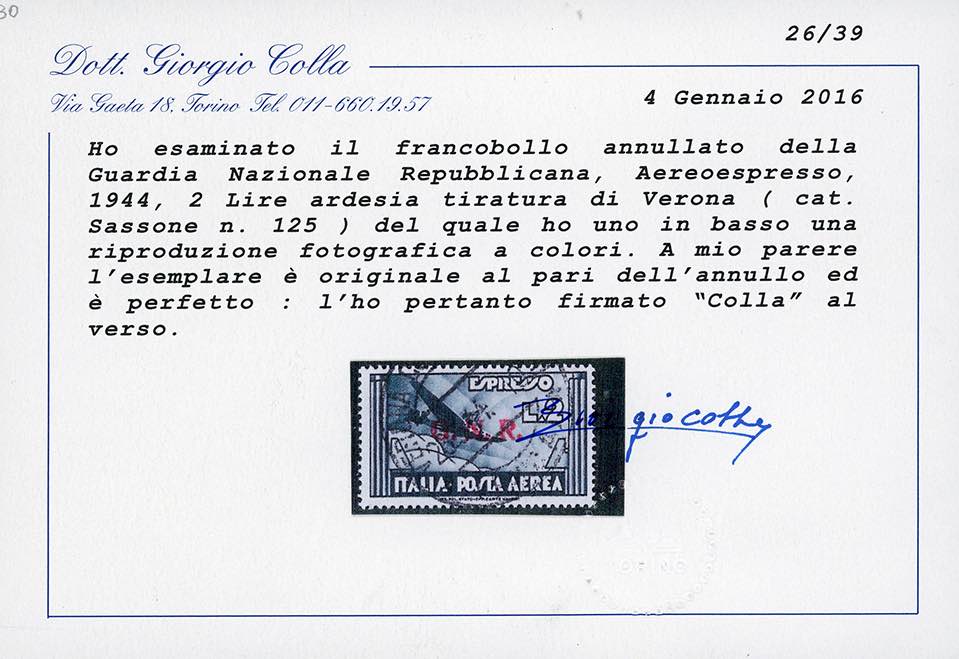 30
26/39
Dott. Giorgio Colla
Via Gaeta 18, Torino Tel. 011-660.19.57
4 Gennaio 2016
Ho esaminato il francobollo annullato della
Guardia Nazionale Repubblicana, Aereoespresso,
1944, 2 Lire ardesia tiratura di Verona ( cat.
Sassone n. 125 ) del quale ho uno in basso una
riproduzione fotografica a colori. A mio parere
l'esemplare è originale al pari dell'annullo ed
è perfetto : l'ho pertanto firmato “Colla” al
verso.
ESPRESSO
L2
G.N.R.
ITALIA·POSTA AEREA
TORINO